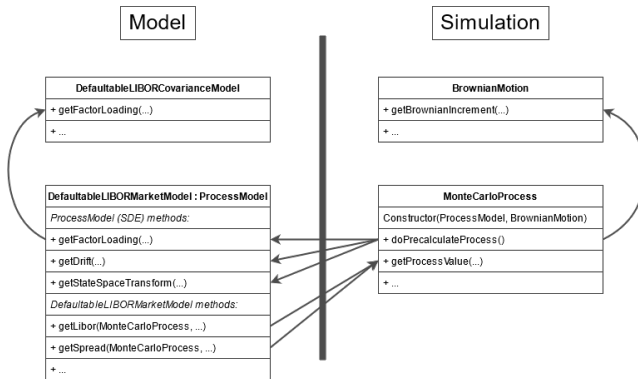 Model
Simulation
DefaultableLIBORCovarianceModel
+ getFactorLoading(...)
+ ...
BrownianMotion
+ getBrownianIncrement(...)
+ ...
DefaultableLIBORMarketModel : ProcessModel
ProcessModel (SDE) methods:
+ getFactorLoading(...)
+ getDrift(...)
+ getStateSpaceTransform(...)
DefaultableLIBORMarketModel methods:
+ getLibor(MonteCarloProcess, ...)
+ getSpread(MonteCarloProcess, ...)
+ ...
MonteCarloProcess
Constructor(ProcessModel, BrownianMotion)
+ doPrecalculateProcess()
+ getProcessValue(...)
+ ...